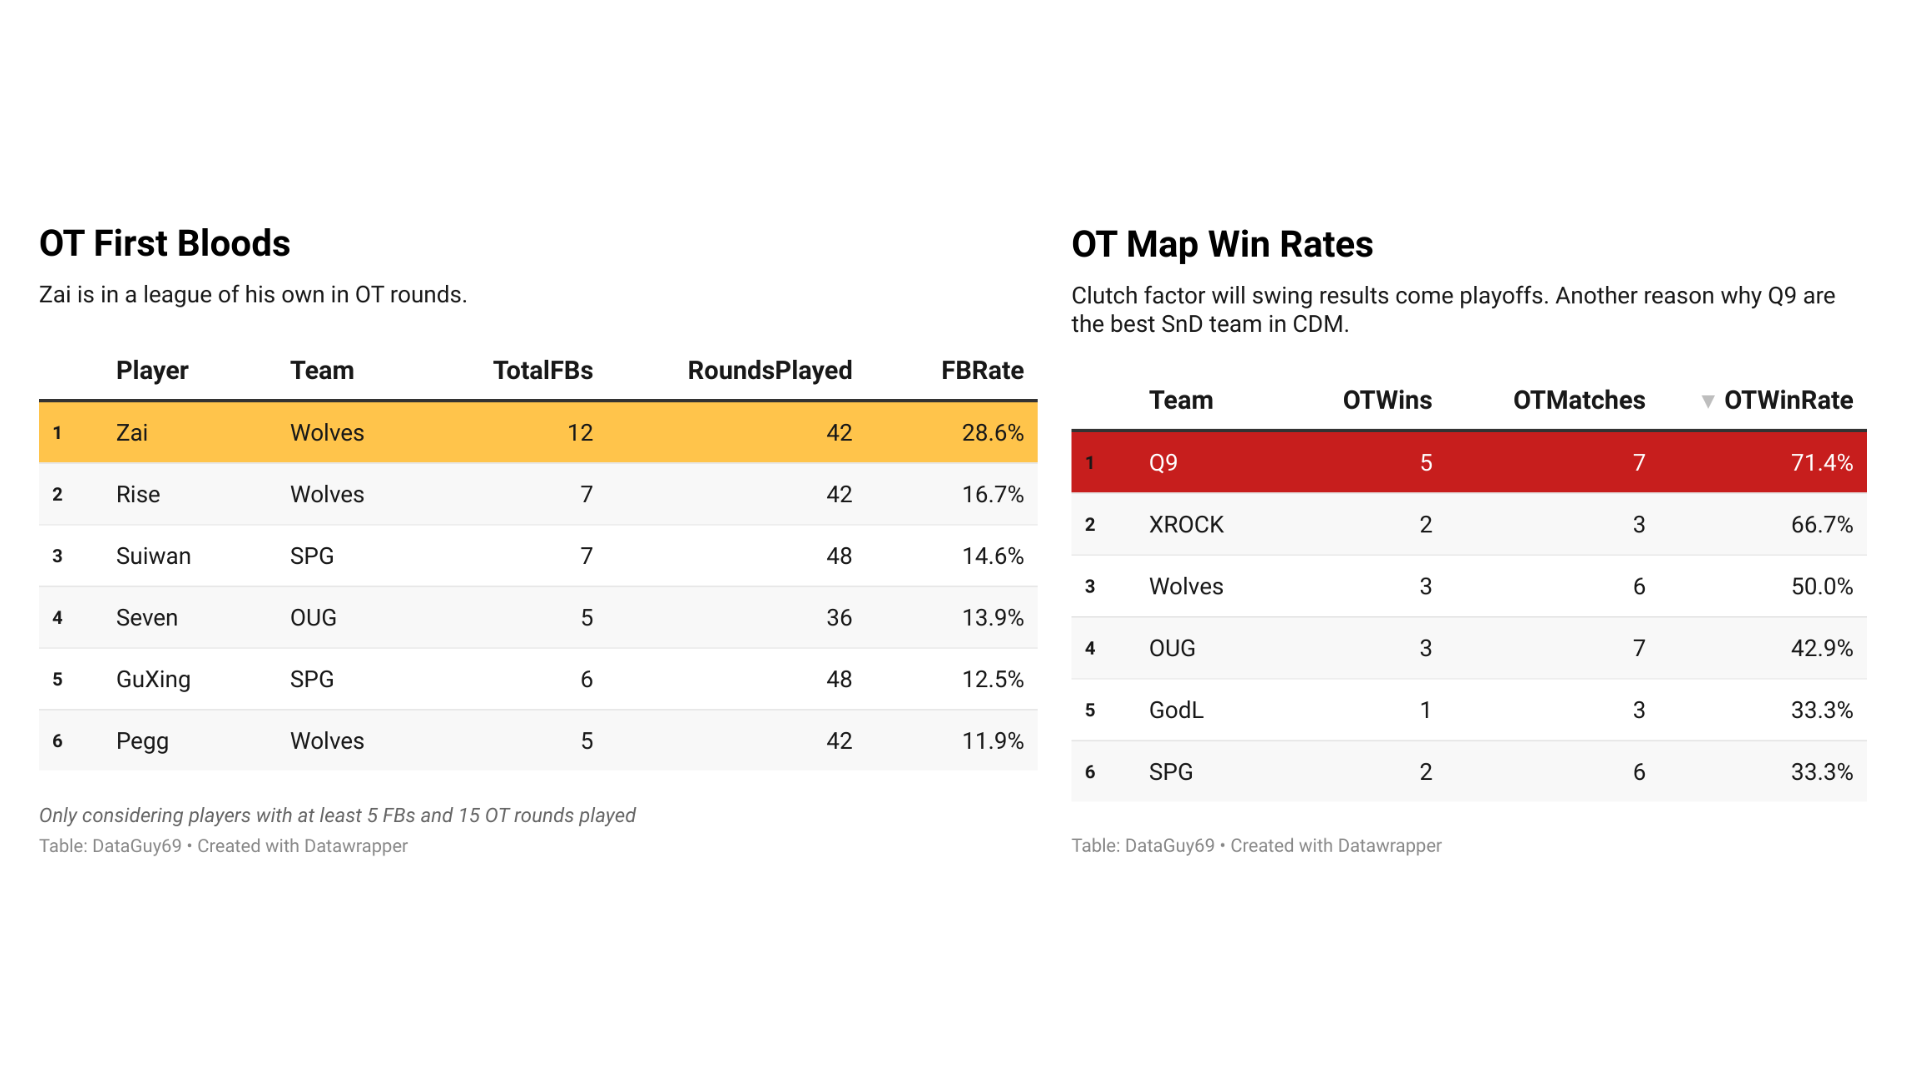 OT First Bloods
Zai is in a league of his own in OT rounds.
Player Team TotalFBs RoundsPlayed FBRate
1 Zai Wolves 12 42 28.6%
2 Rise Wolves 7 42 16.7%
3 Suiwan SPG 7 48 14.6%
4 Seven OUG 5 36 13.9%
5 GuXing SPG 6 48 12.5%
6 Pegg Wolves 5 42 11.9%
Only considering players with at least 5 FBs and 15 OT rounds played
Table: DataGuy69 • Created with Datawrapper
OT Map Win Rates
Clutch factor will swing results come playoffs. Another reason why Q9 are
the best SnD team in CDM.
Team OTWins OTMatches ▼ OTWinRate
1 Q9 5 7 71.4%
2 XROCK 2 3 66.7%
3 Wolves 3 6 50.0%
4 OUG 3 7 42.9%
5 GodL 1 3 33.3%
6 SPG 2 6 33.3%
Table: DataGuy69 • Created with Datawrapper